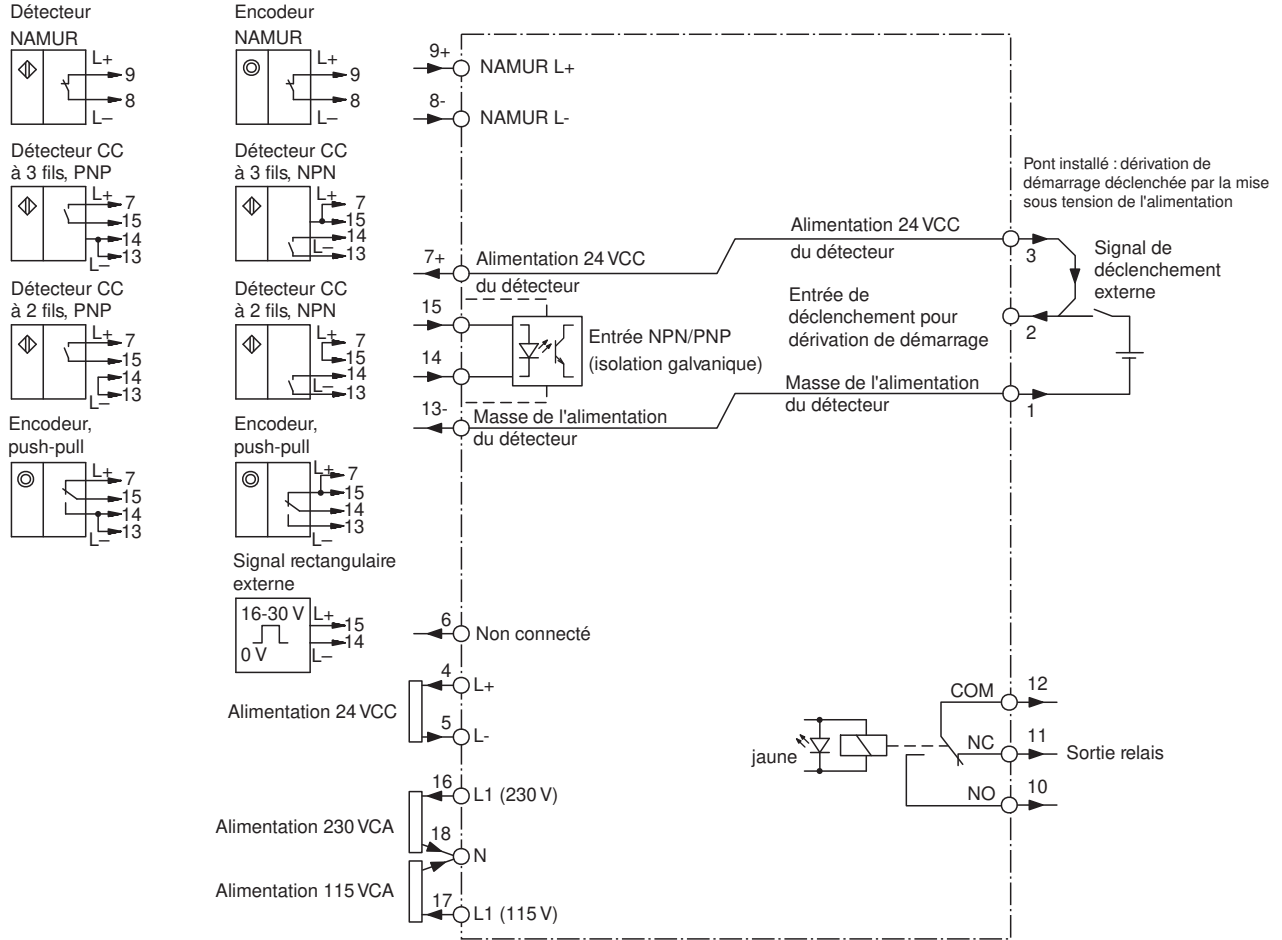 Détecteur
NAMUR
L+
9
8
L–
Encodeur
NAMUR
L+
9
8
L–
Détecteur CC
à 3 fils, PNP
L+
7
15
14
13
L–
Détecteur CC
à 3 fils, NPN
L+
7
15
14
L–
13
Détecteur CC
à 2 fils, PNP
L+
7
15
14
13
L–
Détecteur CC
à 2 fils, NPN
L+
7
15
14
L–
13
Encodeur,
push-pull
L+
7
15
14
13
L–
Encodeur,
push-pull
L+
7
15
14
13
L–
Signal rectangulaire
externe
16-30 V
0 V
L+
15
14
L–
9+
NAMUR L+
8-
NAMUR L-
7+
Alimentation 24 VCC
du détecteur
15
14
Entrée NPN/PNP
(isolation galvanique)
13-
Masse de l'alimentation
du détecteur
6
Non connecté
4
L+
Alimentation 24 VCC
5
L-
16
L1 (230 V)
Alimentation 230 VCA
18
N
Alimentation 115 VCA
17
L1 (115 V)
Pont installé : dérivation de
démarrage déclenchée par la mise
sous tension de l'alimentation
Alimentation 24 VCC
du détecteur
3
Signal de
déclenchement
externe
Entrée de
déclenchement pour
dérivation de démarrage
2
Masse de l'alimentation
du détecteur
1
jaune
COM
12
NC
11
Sortie relais
NO
10